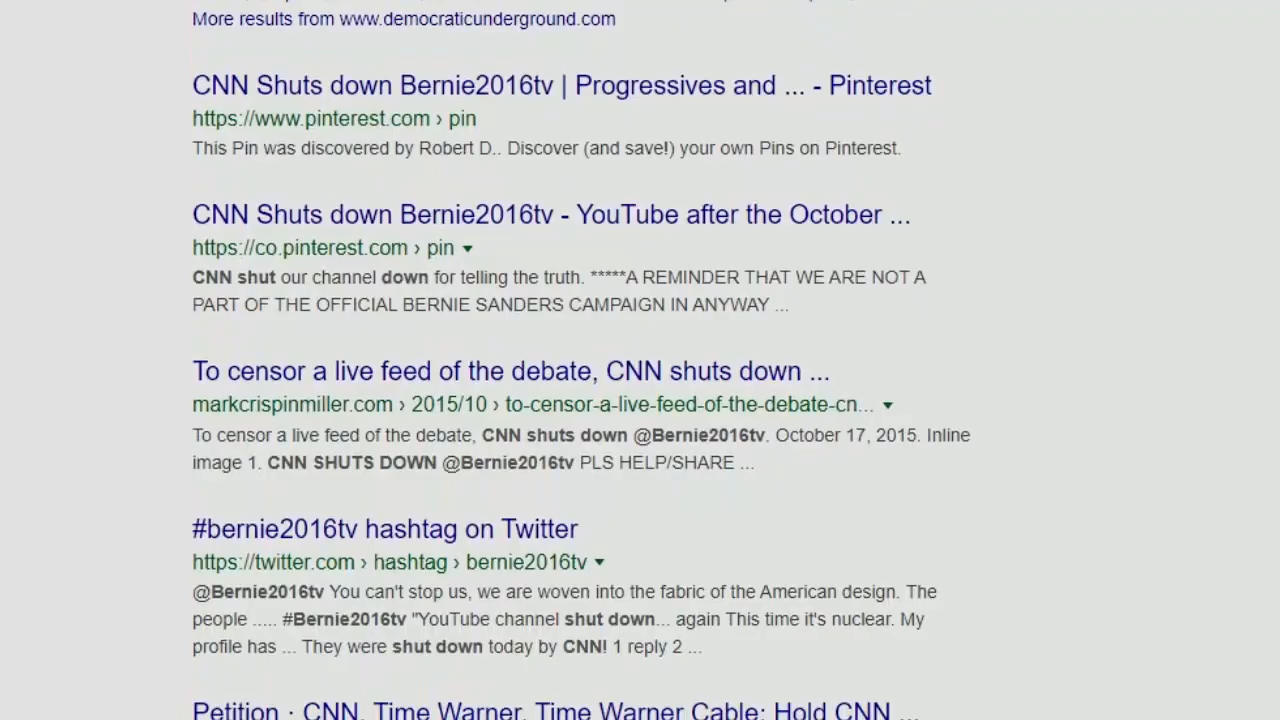 More results from www.democraticunderground.com
CNN Shuts down Bernie2016tv | Progressives and ... - Pinterest
https://www.pinterest.com › pin
This Pin was discovered by Robert D.. Discover (and save!) your own Pins on Pinterest.
CNN Shuts down Bernie2016tv - YouTube after the October ...
https://co.pinterest.com › pin
CNN shut our channel down for telling the truth. *****A REMINDER THAT WE ARE NOT A
PART OF THE OFFICIAL BERNIE SANDERS CAMPAIGN IN ANYWAY ...
To censor a live feed of the debate, CNN shuts down ...
markcrispinmiller.com › 2015/10 › to-censor-a-live-feed-of-the-debate-cn...
To censor a live feed of the debate, CNN shuts down @Bernie2016tv. October 17, 2015. Inline
image 1. CNN SHUTS DOWN @Bernie2016tv PLS HELP/SHARE ...
#bernie2016tv hashtag on Twitter
https://twitter.com › hashtag › bernie2016tv
@Bernie2016tv You can't stop us, we are woven into the fabric of the American design. The
people ..... #Bernie2016tv "YouTube channel shut down... again This time it's nuclear. My
profile has ... They were shut down today by CNN! 1 reply 2 ...
Petition · CNN, Time Warner, Time Warner Cable: Hold CNN ...